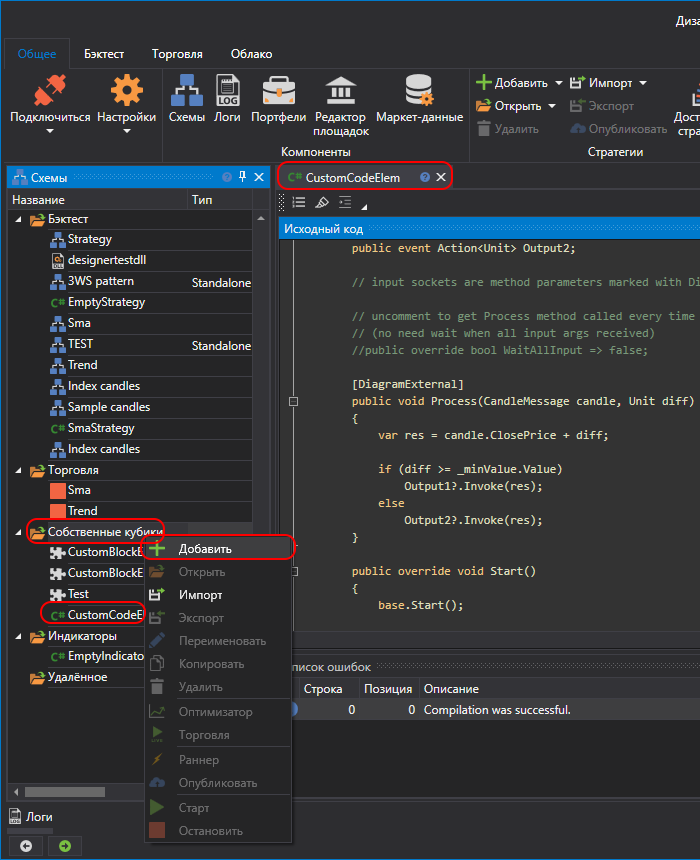 Диза
Общее Бэктест Торговля Облако
Подключиться Настройки Схемы Логи Портфели Редактор площадок Маркет-данные
Добавить Импорт
Открыть Экспорт
Удалить Опубликовать
Дост
стра
Компоненты Стратегии
Схемы
CustomCodeElem
Название Тип
Исходный код
Бэктест
Strategy
designertestdll
3WS pattern Standalone
EmptyStrategy
Sma
TEST Standalone
Trend
Index candles
Sample candles
SmaStrategy
Index candles
Торговля
Sma
Trend
Собственные кубики
CustomBlockE
CustomBlockE
Test
CustomCodeE
Индикаторы
EmptyIndicato
Удалённое
Логи
Добавить
Открыть
Импорт
Экспорт
Переименовать
Копировать
Удалить
Оптимизатор
Торговля
Раннер
Опубликовать
Старт
Остановить
public event Action<Unit> Output2;
// input sockets are method parameters marked with Di
// uncomment to get Process method called every time
// (no need wait when all input args received)
//public override bool WaitAllInput => false;
[DiagramExternal]
public void Process(CandleMessage candle, Unit diff)
{
var res = candle.ClosePrice + diff;
if (diff >= _minValue.Value)
Output1?.Invoke(res);
else
Output2?.Invoke(res);
}
public override void Start()
{
base.Start();
писок ошибок
Строка Позиция Описание
0 0 Compilation was successful.